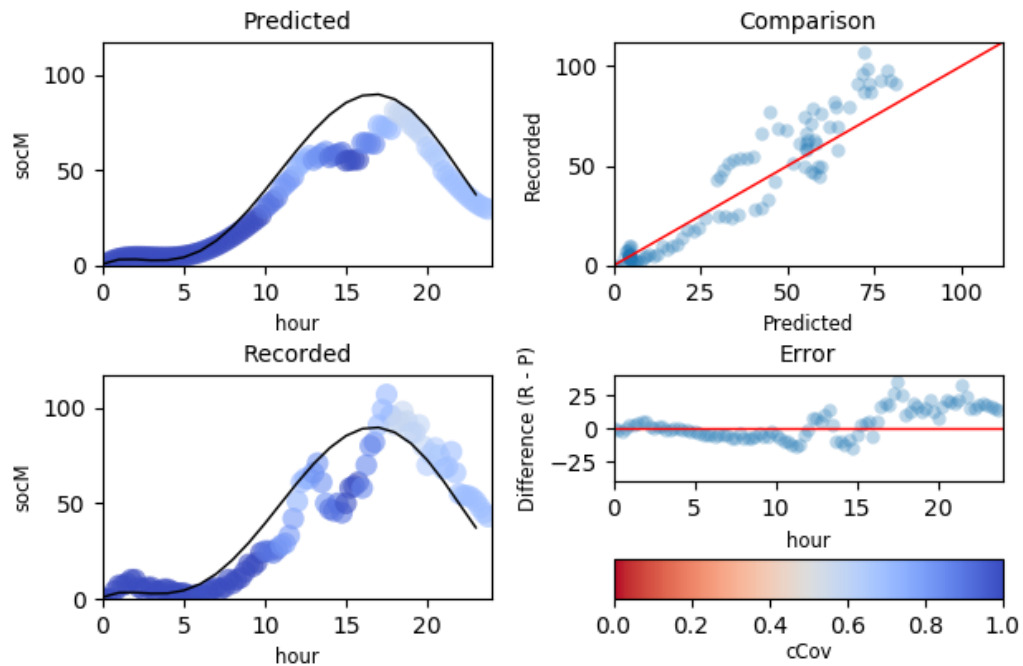 Predicted
socM
100
50
0
0 5 10 15 20
hour
Comparison
Recorded
100
50
0
0 25 50 75 100
Predicted
Recorded
socM
100
50
0
0 5 10 15 20
hour
Error
Difference (R - P)
25
0
−25
0 5 10 15 20
hour
0.0 0.2 0.4 0.6 0.8 1.0
cCov